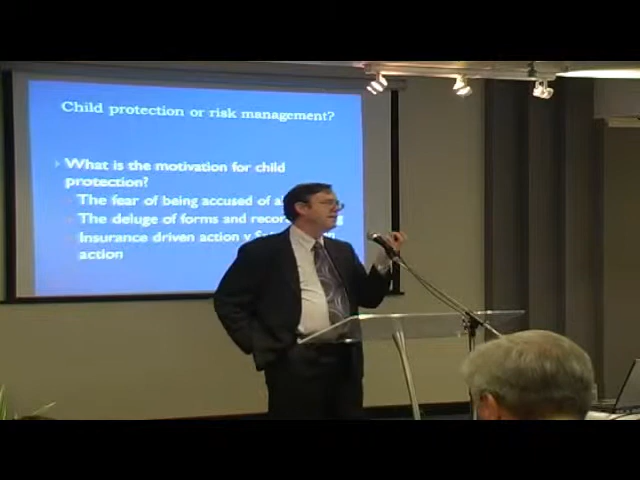 Child protection or risk management?
What is the motivation for child
protection?
The fear of being accused of
The deluge of forms and
Insurance driven action v
action